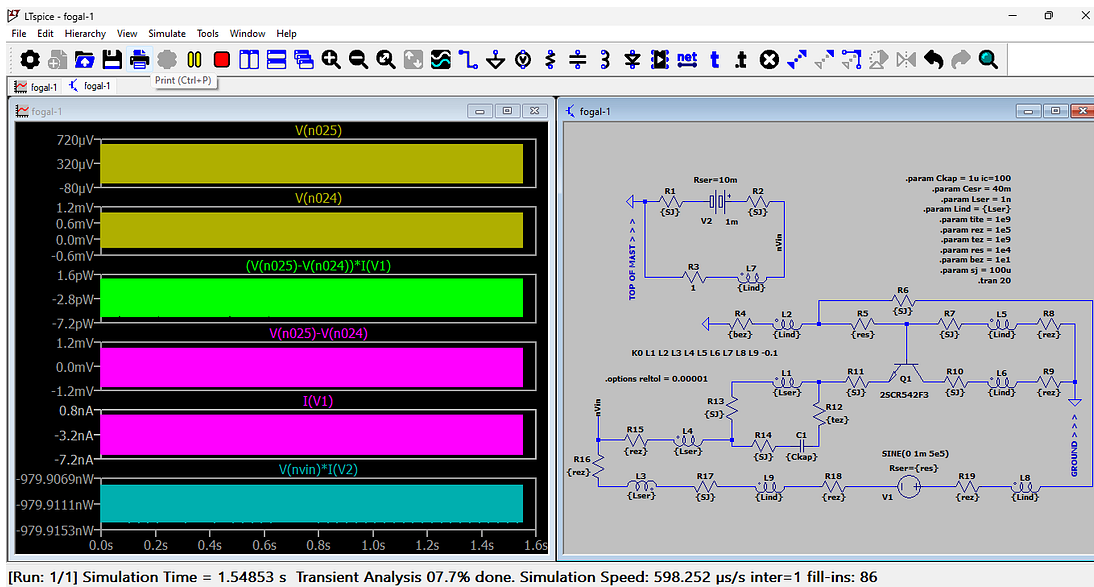 LTspice - fogal-1
File Edit Hierarchy View Simulate Tools Window Help
Print (Ctrl+P)
fogal-1 fogal-1
fogal-1
V(n025)
720µV
320µV
-80µV
V(n024)
1.2mV
0.6mV
0.0mV
-0.6mV
(V(n025)-V(n024))*I(V1)
1.6pW
-2.8pW
-7.2pW
V(n025)-V(n024)
1.2mV
0.0mV
-1.2mV
I(V1)
0.8nA
-3.2nA
-7.2nA
V(nvin)*I(V2)
-979.9069nW
-979.9111nW
-979.9153nW
0.0s 0.2s 0.4s 0.6s 0.8s 1.0s 1.2s 1.4s 1.6s
fogal-1
.param Ckap = 1u ic=100
.param Cesr = 40m
.param Lser = 1n
.param Lind = {Lser}
.param tite = 1e9
.param rez = 1e5
.param tez = 1e9
.param res = 1e4
.param bez = 1e1
.param sj = 100u
.tran 20
Rser=10m
R1 R2
{SJ} V2 1m {SJ}
TOP OF MAST > > >
nVin
R3 L7
1 {Lind}
R6
{SJ}
R4 L2 R5 R7 L5 R8
{bez} {Lind} {res} {SJ} {Lind} {rez}
K0 L1 L2 L3 L4 L5 L6 L7 L8 L9 -0.1
.options reltol = 0.00001
L1 R11 Q1 R10 L6 R9
{Lser} {SJ} 2SCR542F3 {SJ} {Lind} {rez}
R13
{SJ}
R12
{tez}
nVin
R15 L4 R14 C1
{rez} {Lser} {SJ} {Ckap}
GROUND > > >
R16
{rez}
SINE(0 1m 5e5)
Rser={res}
L3 R17 L9 R18 V1 R19 L8
{Lser} {SJ} {Lind} {rez} {rez} {Lind}
net t .t
[Run: 1/1] Simulation Time = 1.54853 s Transient Analysis 07.7% done. Simulation Speed: 598.252 µs/s inter=1 fill-ins: 86